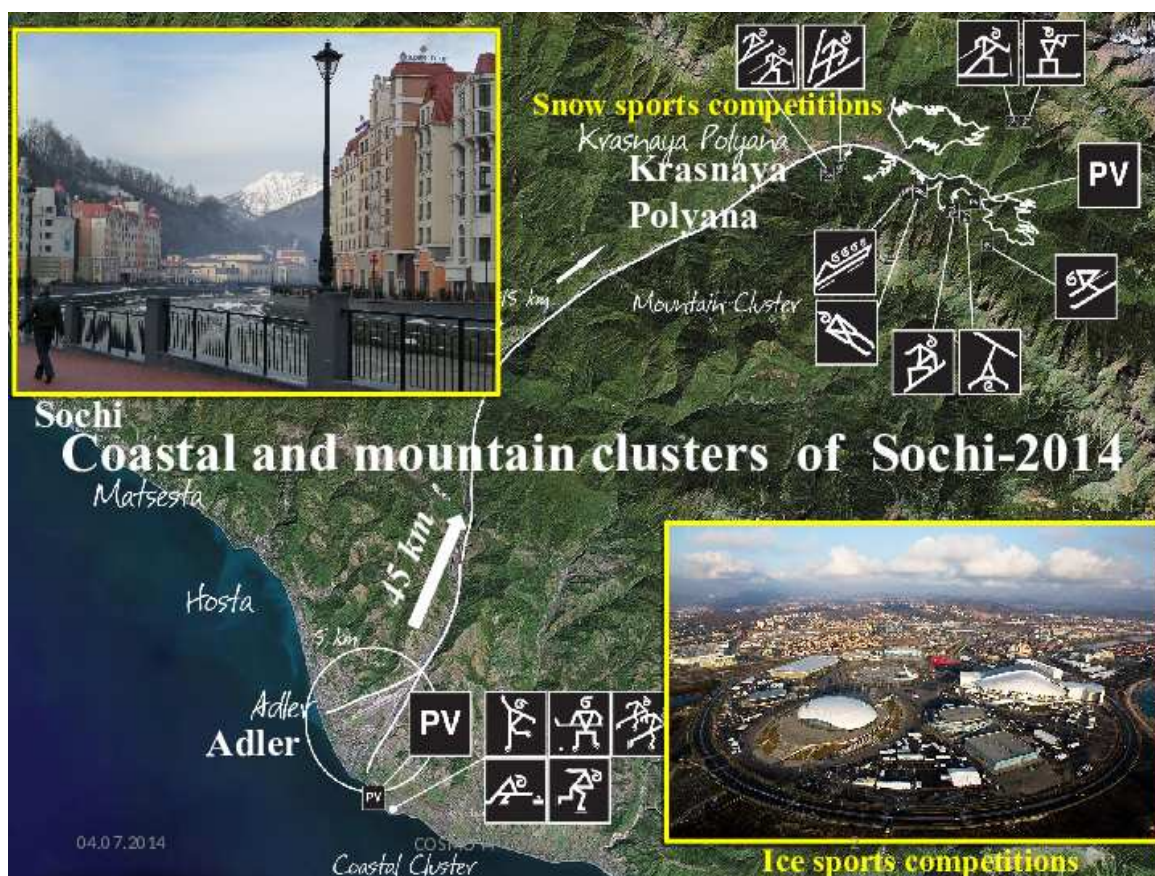 Snow sports competitions
Krasnaya Polyana
Krasnaya
Polyana
PV
15 km
Mountain Cluster
Sochi
Coastal and mountain clusters of Sochi-2014
Matsesta
45 km
Hosta
5 km
Adler
Adler
PV
PV
04.07.2014
Coastal Cluster
Ice sports competitions